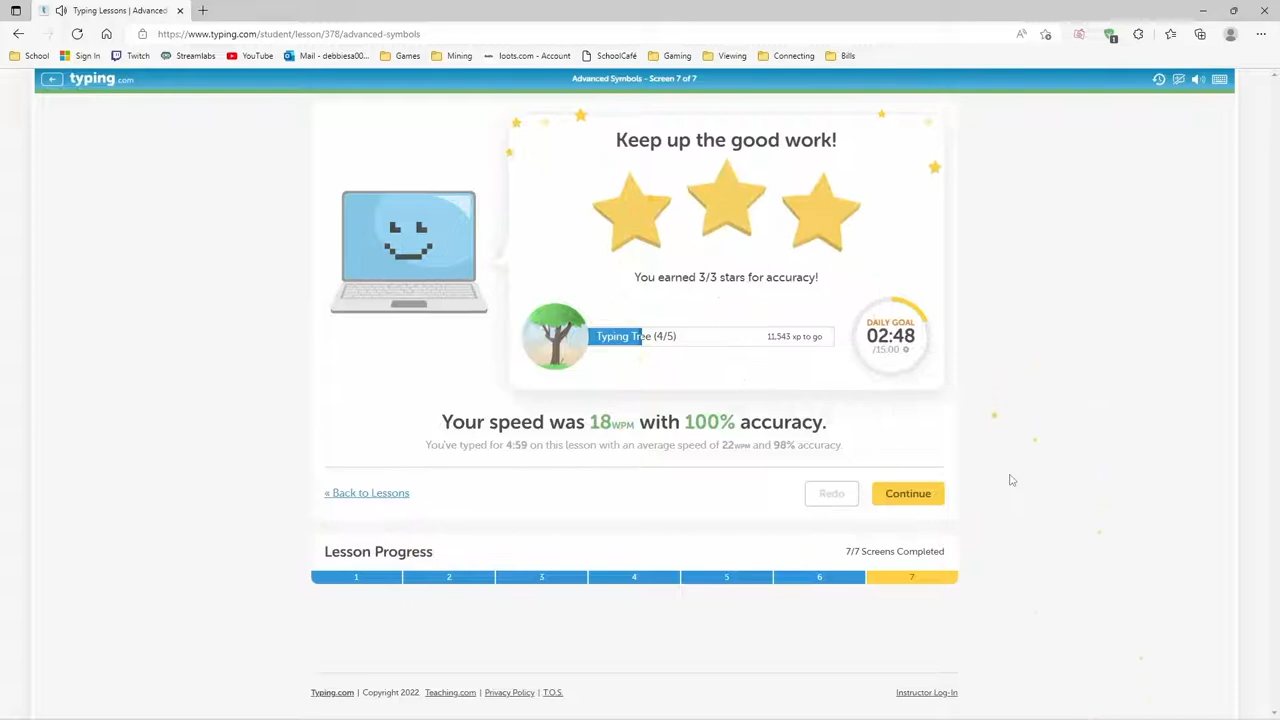 Typing Lessons | Advanced
https://www.typing.com/student/lesson/378/advanced-symbols
School Sign In Twitch Streamlabs YouTube Mail - debbiesa00... Games Mining loots.com - Account SchoolCafé Gaming Viewing Connecting Bills
typing.com
Advanced Symbols - Screen 7 of 7
Keep up the good work!
You earned 3/3 stars for accuracy!
Typing Tree (4/5) 11,543 xp to go
DAILY GOAL
02:48
/15:00
Your speed was 18WPM with 100% accuracy.
You've typed for 4:59 on this lesson with an average speed of 22WPM and 98% accuracy.
« Back to Lessons Redo Continue
Lesson Progress 7/7 Screens Completed
1 2 3 4 5 6 7
Typing.com | Copyright 2022 Teaching.com | Privacy Policy | T.O.S. Instructor Log-In